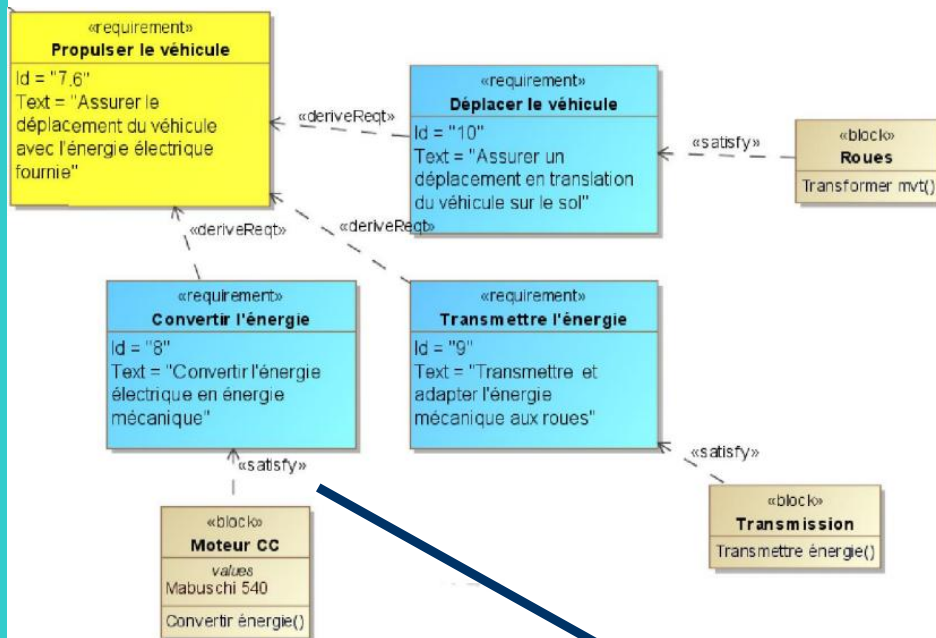 «requirement»
Propulser le véhicule
Id = "7.6"
Text = "Assurer le
déplacement du véhicule
avec l'énergie électrique
fournie"
«deriveReqt»
«requirement»
Déplacer le véhicule
Id = "10"
Text = "Assurer un
déplacement en translation
du véhicule sur le sol"
«satisfy»
«block»
Roues
Transformer mvt()
«deriveReqt»
«deriveReqt»
«requirement»
Convertir l'énergie
Id = "8"
Text = "Convertir l'énergie
électrique en énergie
mécanique"
«requirement»
Transmettre l'énergie
Id = "9"
Text = "Transmettre et
adapter l'énergie
mécanique aux roues"
«satisfy»
«satisfy»
«block»
Moteur CC
values
Mabuschi 540
Convertir énergie()
«block»
Transmission
Transmettre énergie()